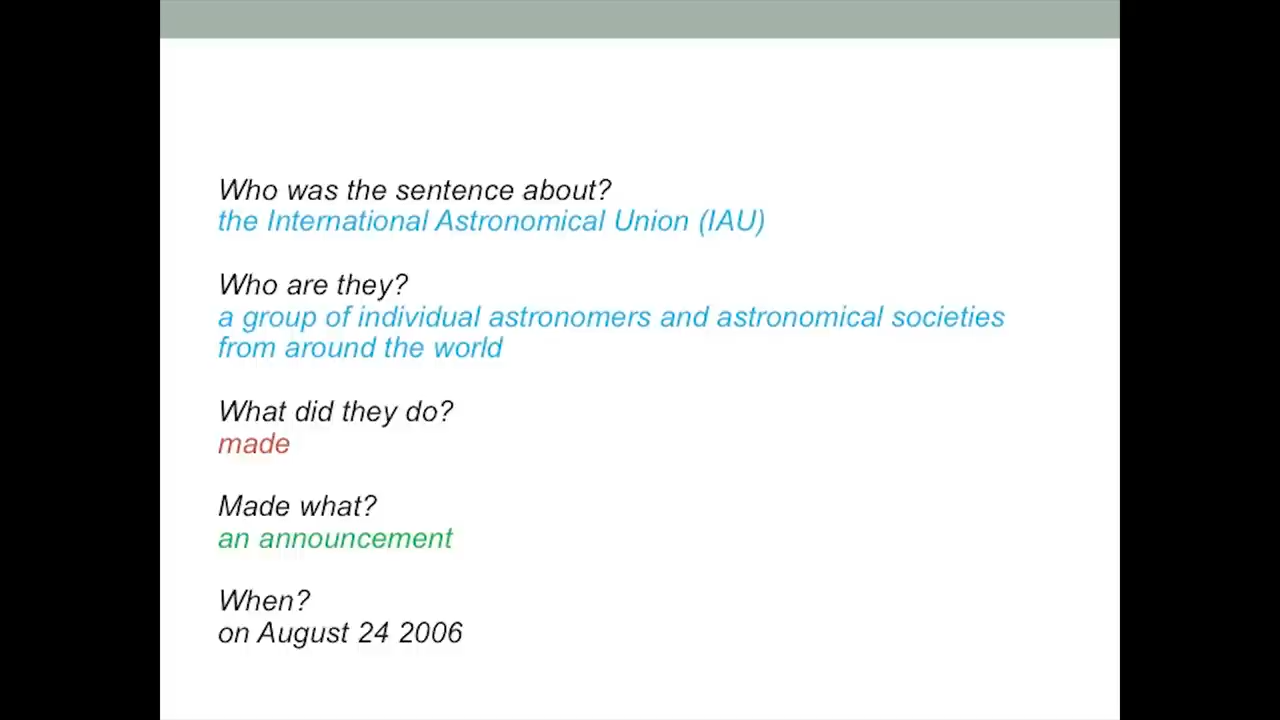 Who was the sentence about?
the International Astronomical Union (IAU)
Who are they?
a group of individual astronomers and astronomical societies
from around the world
What did they do?
made
Made what?
an announcement
When?
on August 24 2006